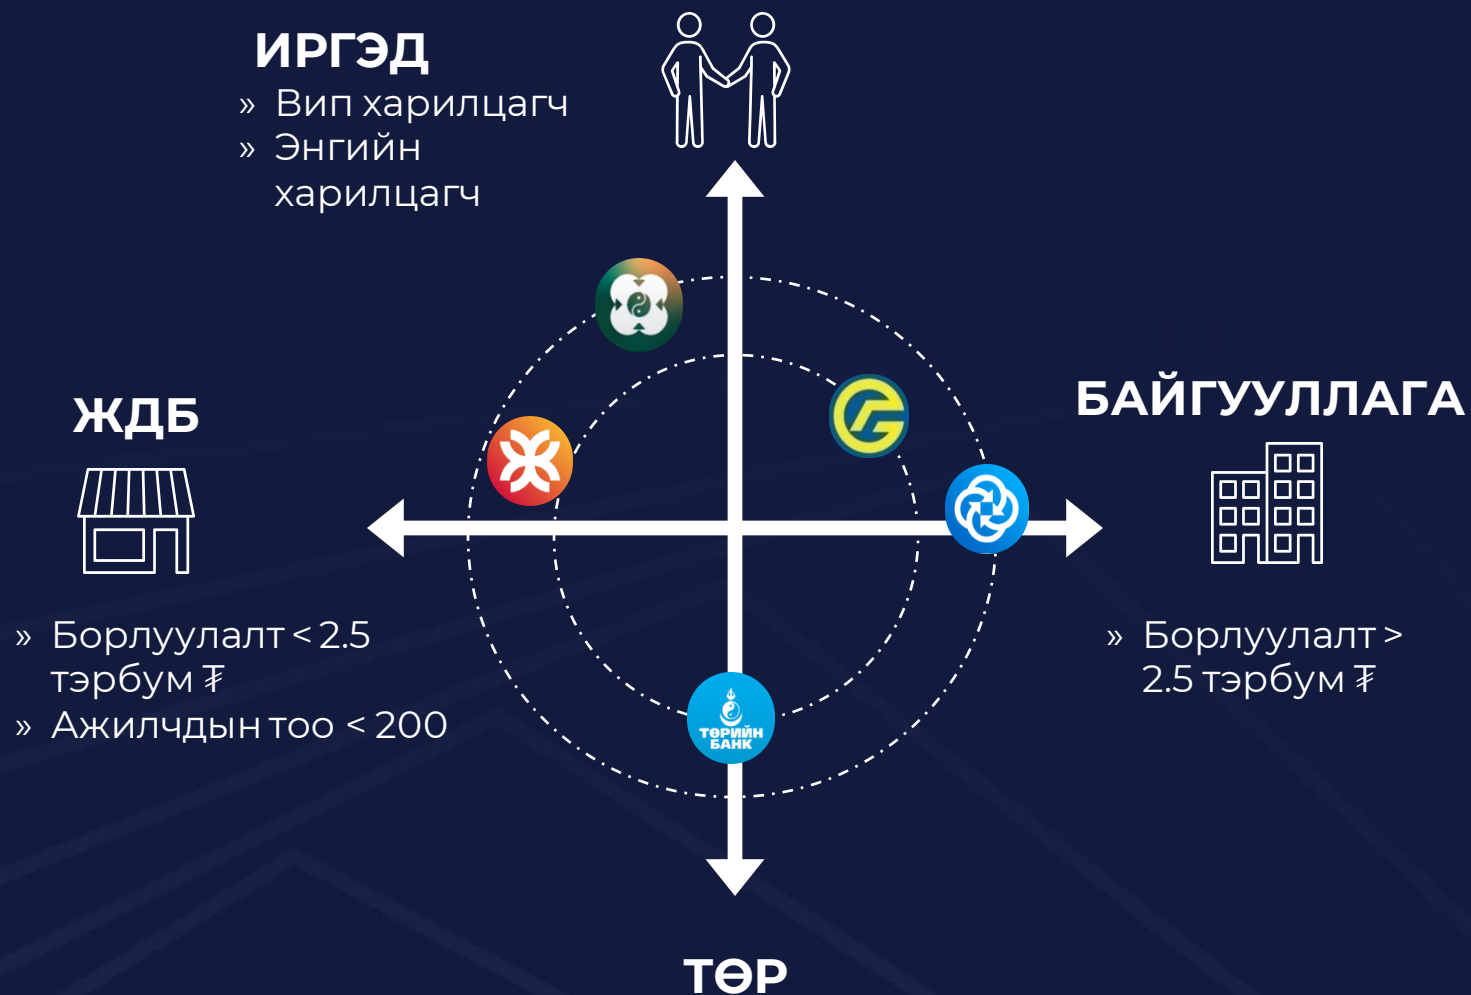 ИРГЭД
» Вип харилцагч
» Энгийн
харилцагч
ЖДБ
» Борлуулалт < 2.5
тэрбум ₮
» Ажилчдын тоо < 200
БАЙГУУЛЛАГА
» Борлуулалт >
2.5 тэрбум ₮
ТӨРИЙН
БАНК
ТӨР